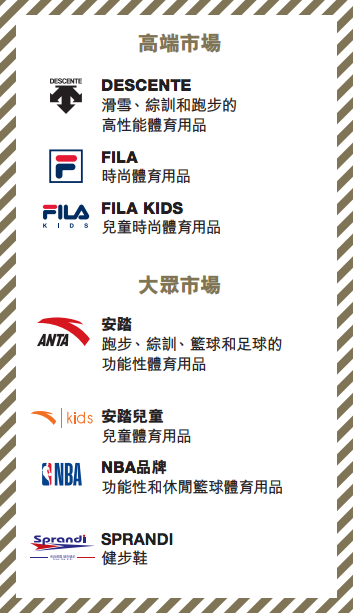 高端市場
DESCENTE
DESCENTE
滑雪、綜訓和跑步的
高性能體育用品
F
FILA
時尚體育用品
FILA
KIDS
FILA KIDS
兒童時尚體育用品
大眾市場
ANTA
安踏
跑步、綜訓、籃球和足球的
功能性體育用品
kids
安踏兒童
兒童體育用品
NBA
NBA品牌
功能性和休閒籃球體育用品
Sprandi
SPRANDI
健步鞋